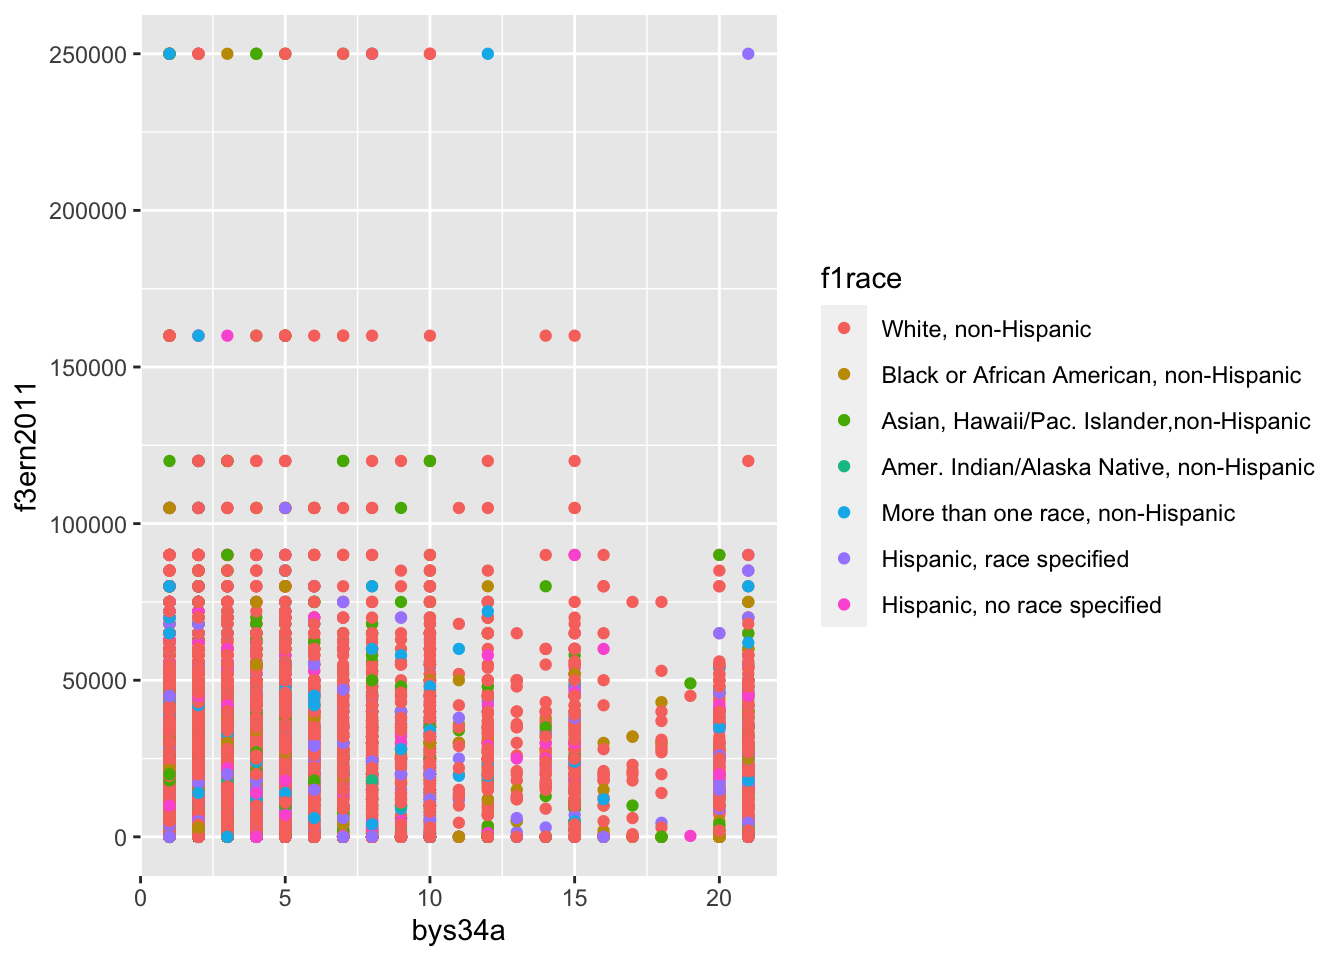 250000
200000
150000
100000
50000
0
f3ern2011
0 5 10 15 20
bys34a
f1race
White, non-Hispanic
Black or African American, non-Hispanic
Asian, Hawaii/Pac. Islander,non-Hispanic
Amer. Indian/Alaska Native, non-Hispanic
More than one race, non-Hispanic
Hispanic, race specified
Hispanic, no race specified